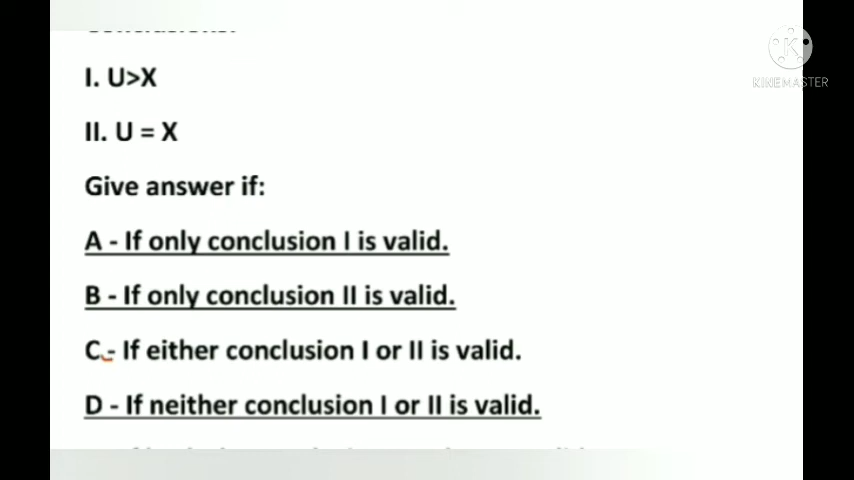 I. U>X
II. U = X
Give answer if:
A - If only conclusion I is valid.
B - If only conclusion II is valid.
C - If either conclusion I or II is valid.
D - If neither conclusion I or II is valid.
K
KINEMASTER